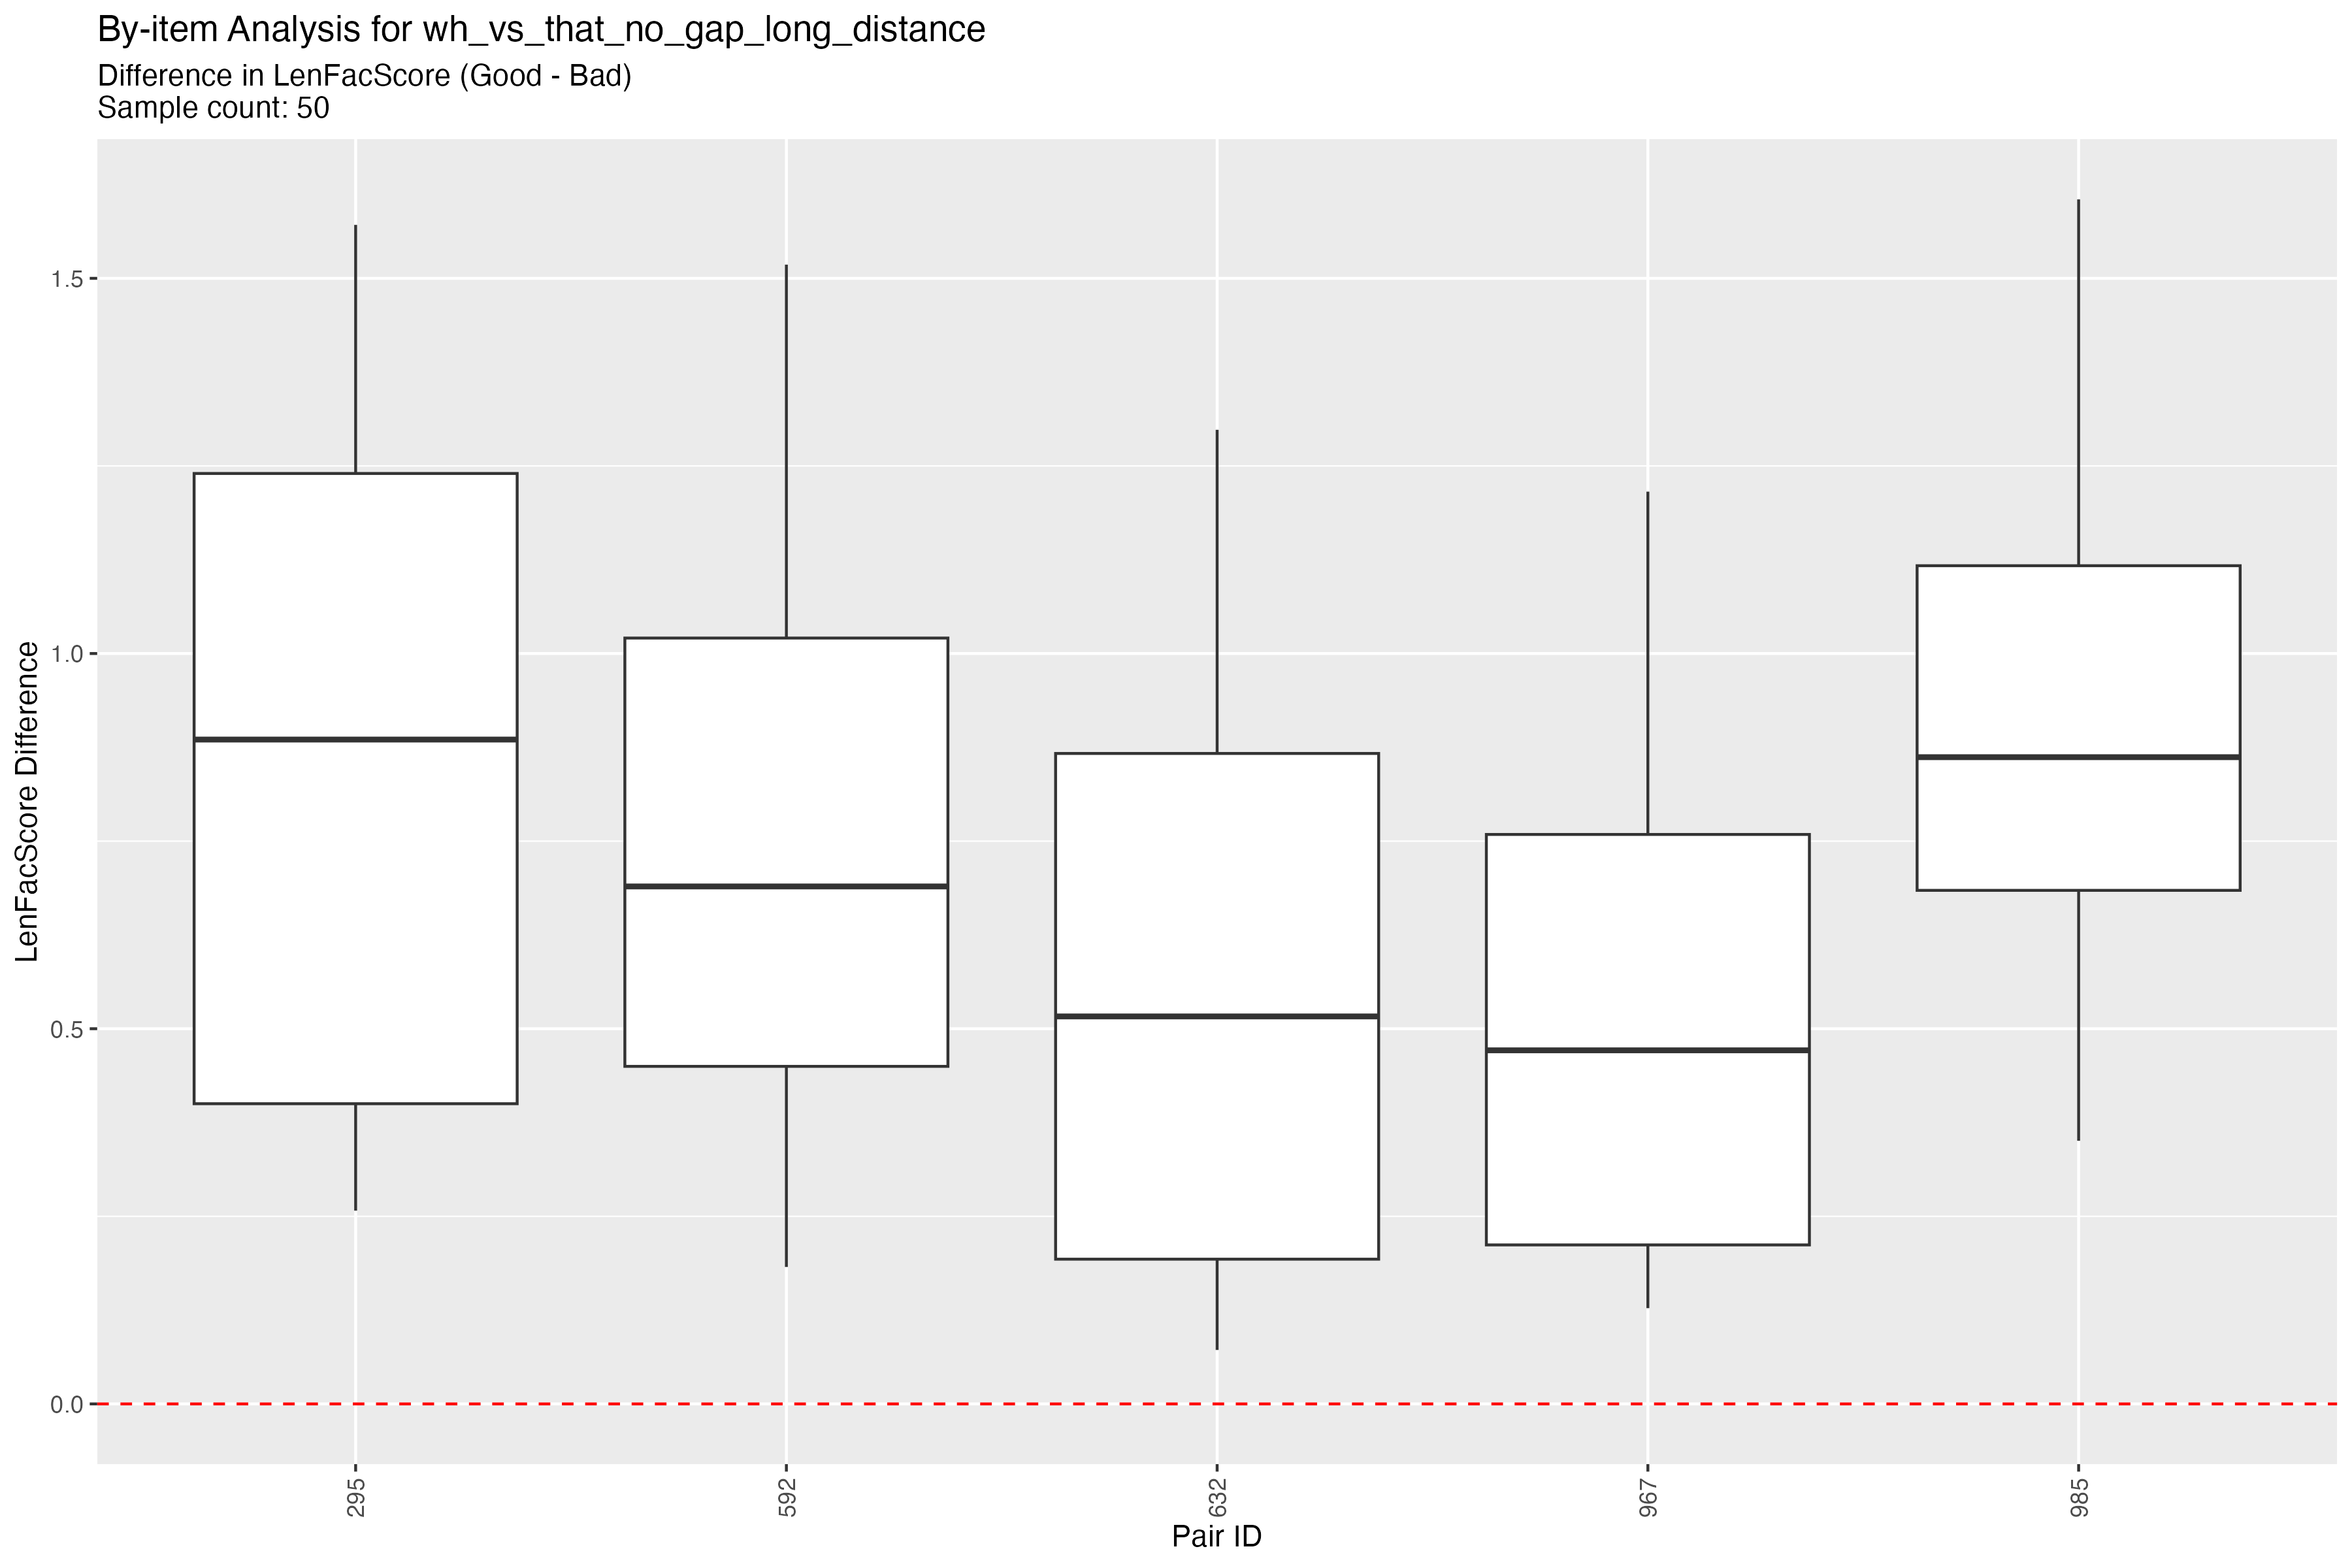 By-item Analysis for wh_vs_that_no_gap_long_distance
Difference in LenFacScore (Good - Bad)
Sample count: 50
LenFacScore Difference
1.5
1.0
0.5
0.0
295
592
632
967
985
Pair ID